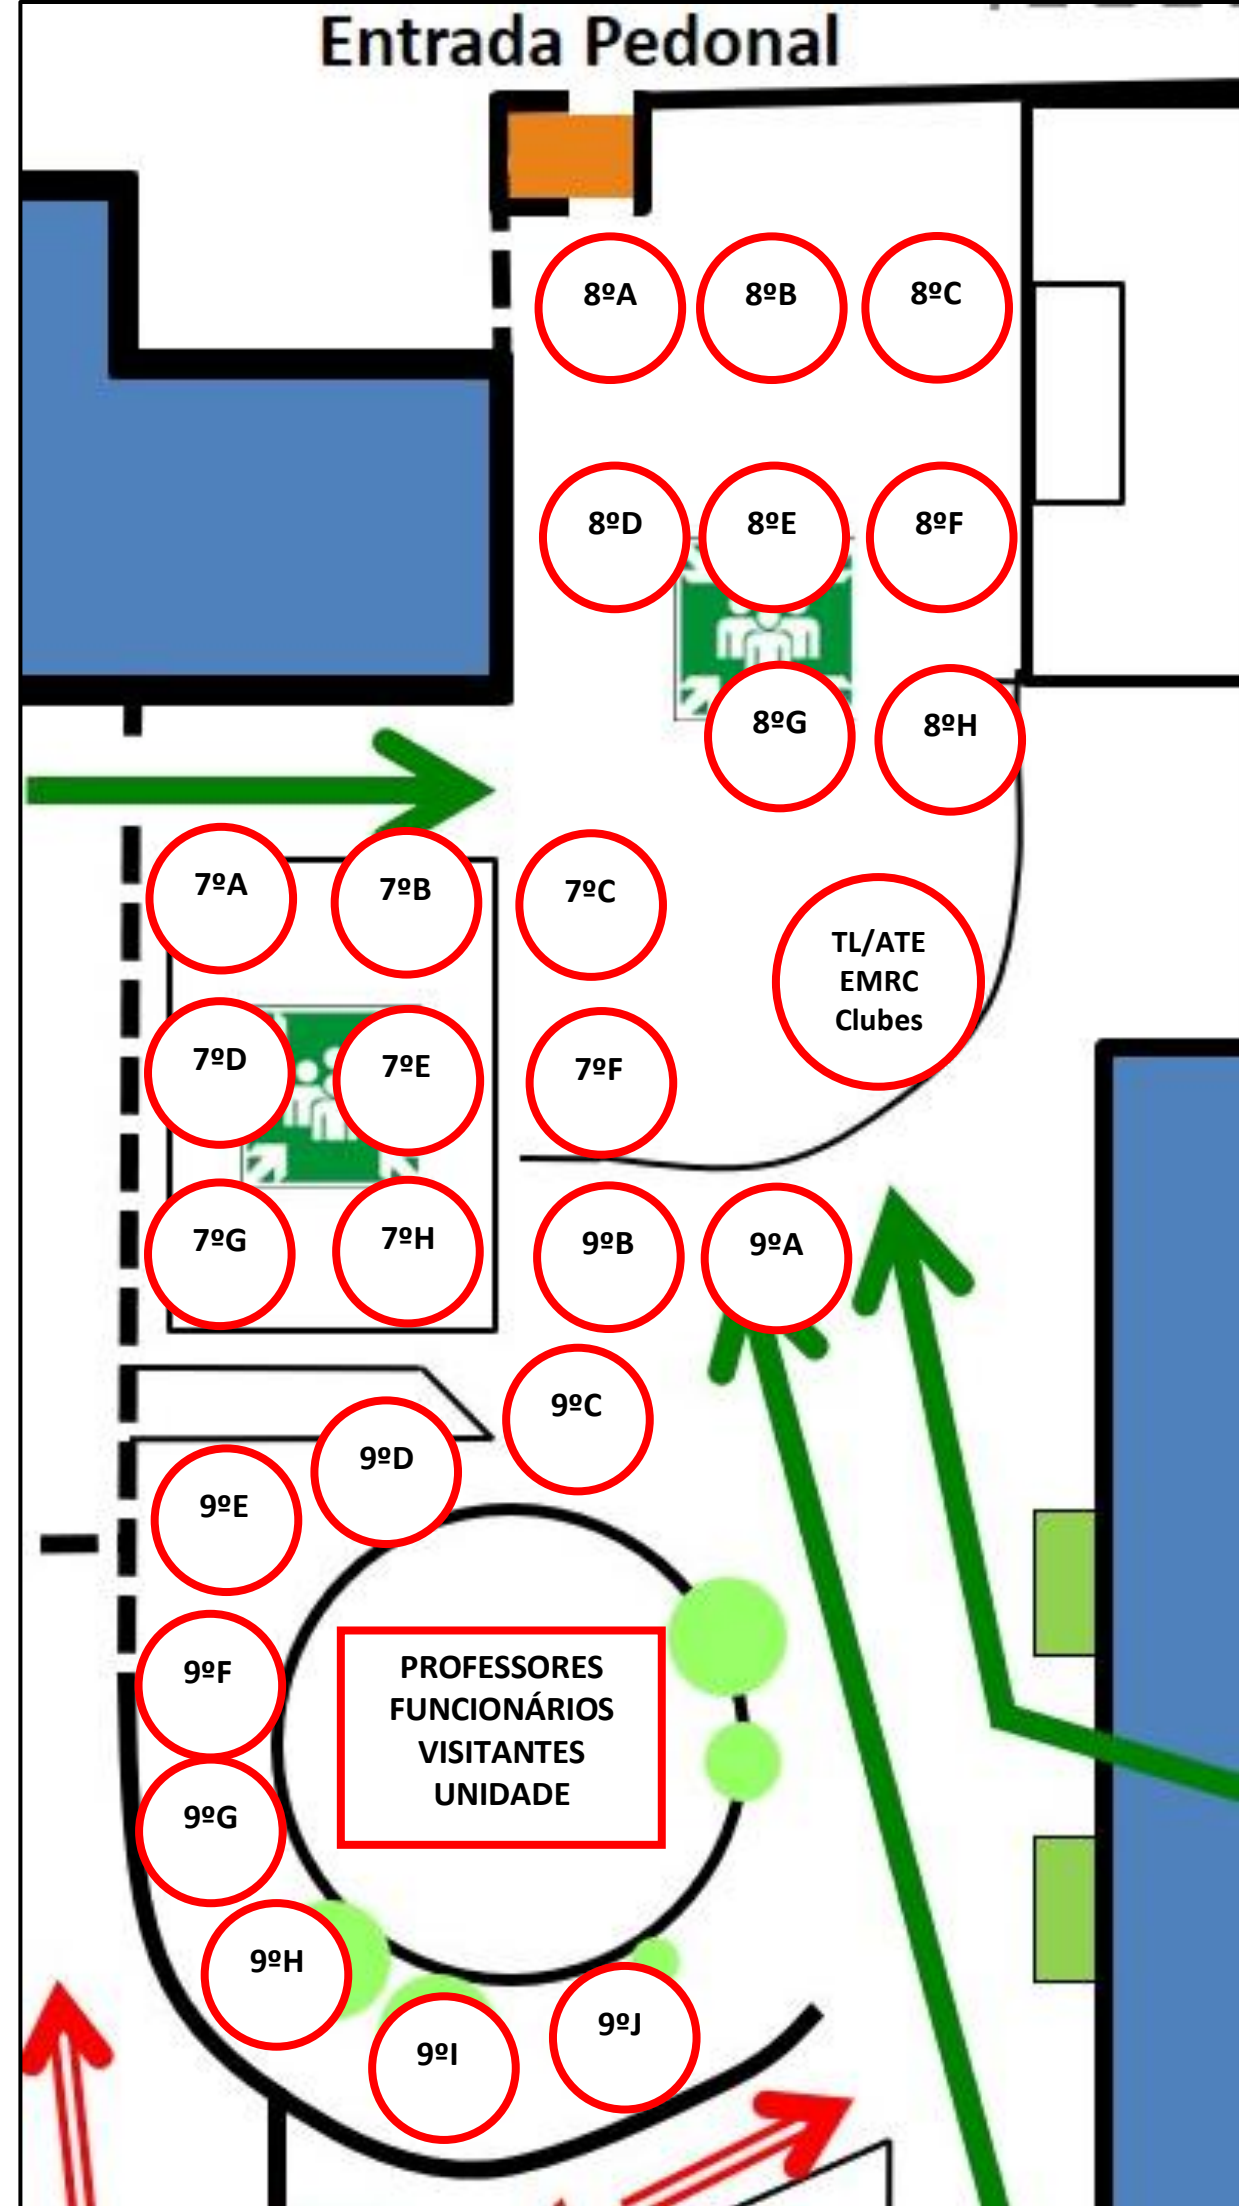 Entrada Pedonal
8ºA
8ºB
8ºC
8ºD
8ºE
8ºF
8ºG
8ºH
7ºA
7ºB
7ºC
TL/ATE
EMRC
Clubes
7ºD
7ºE
7ºF
7ºG
7ºH
9ºB
9ºA
9ºC
9ºD
9ºE
9ºF
PROFESSORES
FUNCIONÁRIOS
VISITANTES
UNIDADE
9ºG
9ºH
9ºI
9ºJ